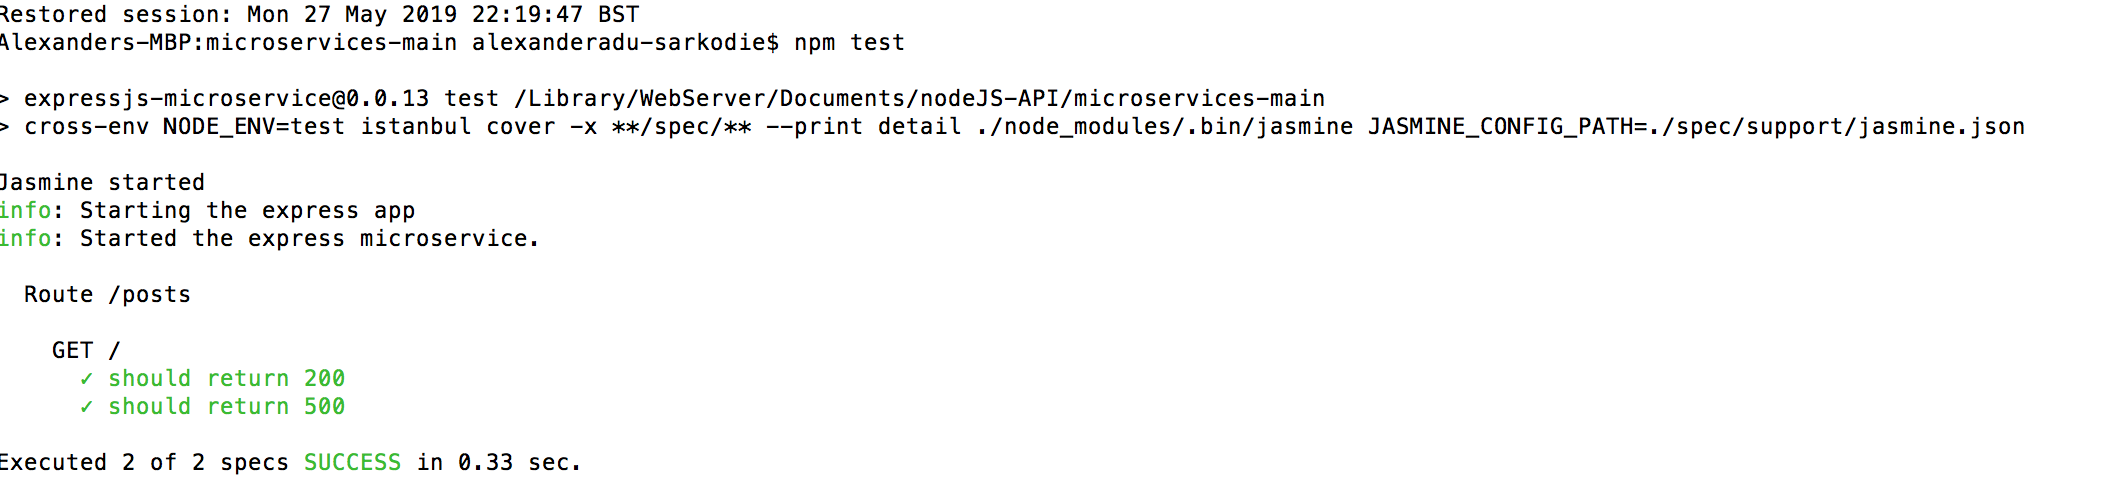 Restored session: Mon 27 May 2019 22:19:47 BST
Alexanders-MBP:microservices-main alexanderadu-sarkodie$ npm test
> expressjs-microservice@0.0.13 test /Library/WebServer/Documents/nodeJS-API/microservices-main
> cross-env NODE_ENV=test istanbul cover -x **/spec/** --print detail ./node_modules/.bin/jasmine JASMINE_CONFIG_PATH=./spec/support/jasmine.json
Jasmine started
info: Starting the express app
info: Started the express microservice.
Route /posts
GET /
✓ should return 200
✓ should return 500
Executed 2 of 2 specs SUCCESS in 0.33 sec.